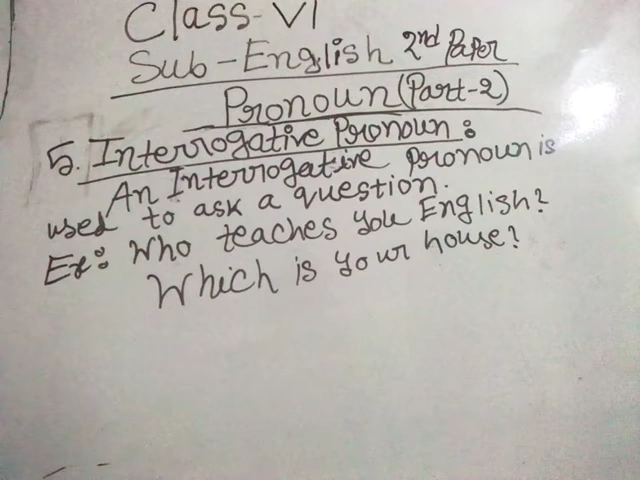 Class-VI
Sub-English 2nd Paper
Pronoun (Part-2)
5. Interrogative Pronoun:
An Interrogative pronoun is
used to ask a question.
Ex: Who teaches you English?
Which is your house?